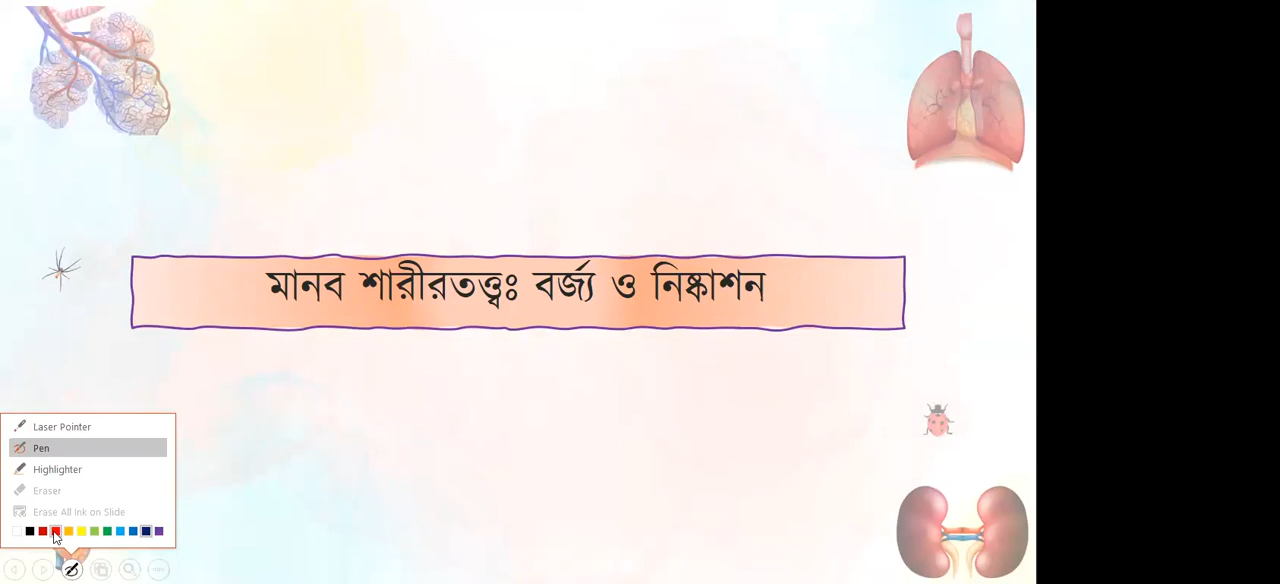 মানব শারীরতত্ত্বঃ বর্জ্য ও নিষ্কাশন
Laser Pointer
Pen
Highlighter
Eraser
Erase All Ink on Slide